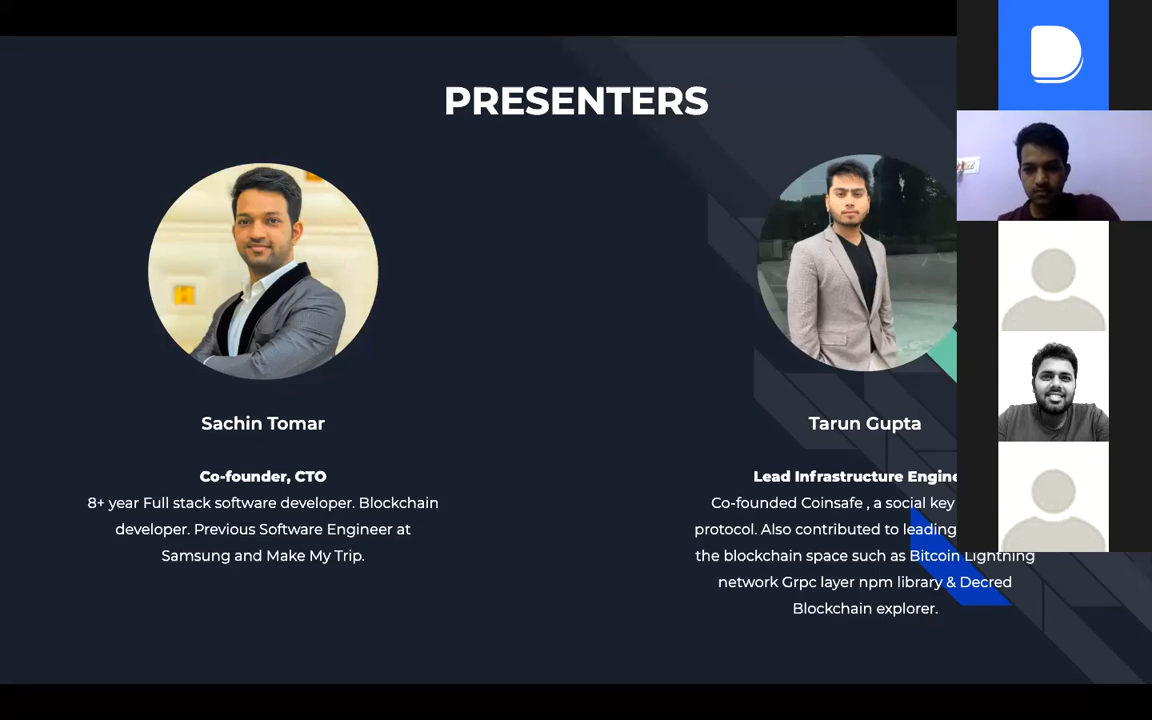 PRESENTERS
Sachin Tomar
Co-founder, CTO
8+ year Full stack software developer. Blockchain
developer. Previous Software Engineer at
Samsung and Make My Trip.
Tarun Gupta
Lead Infrastructure
Co-founded Coinsafe , a social key
protocol. Also contributed to leading
the blockchain space such as Bitcoin Lightning
network Grpc layer npm library & Decred
Blockchain explorer.